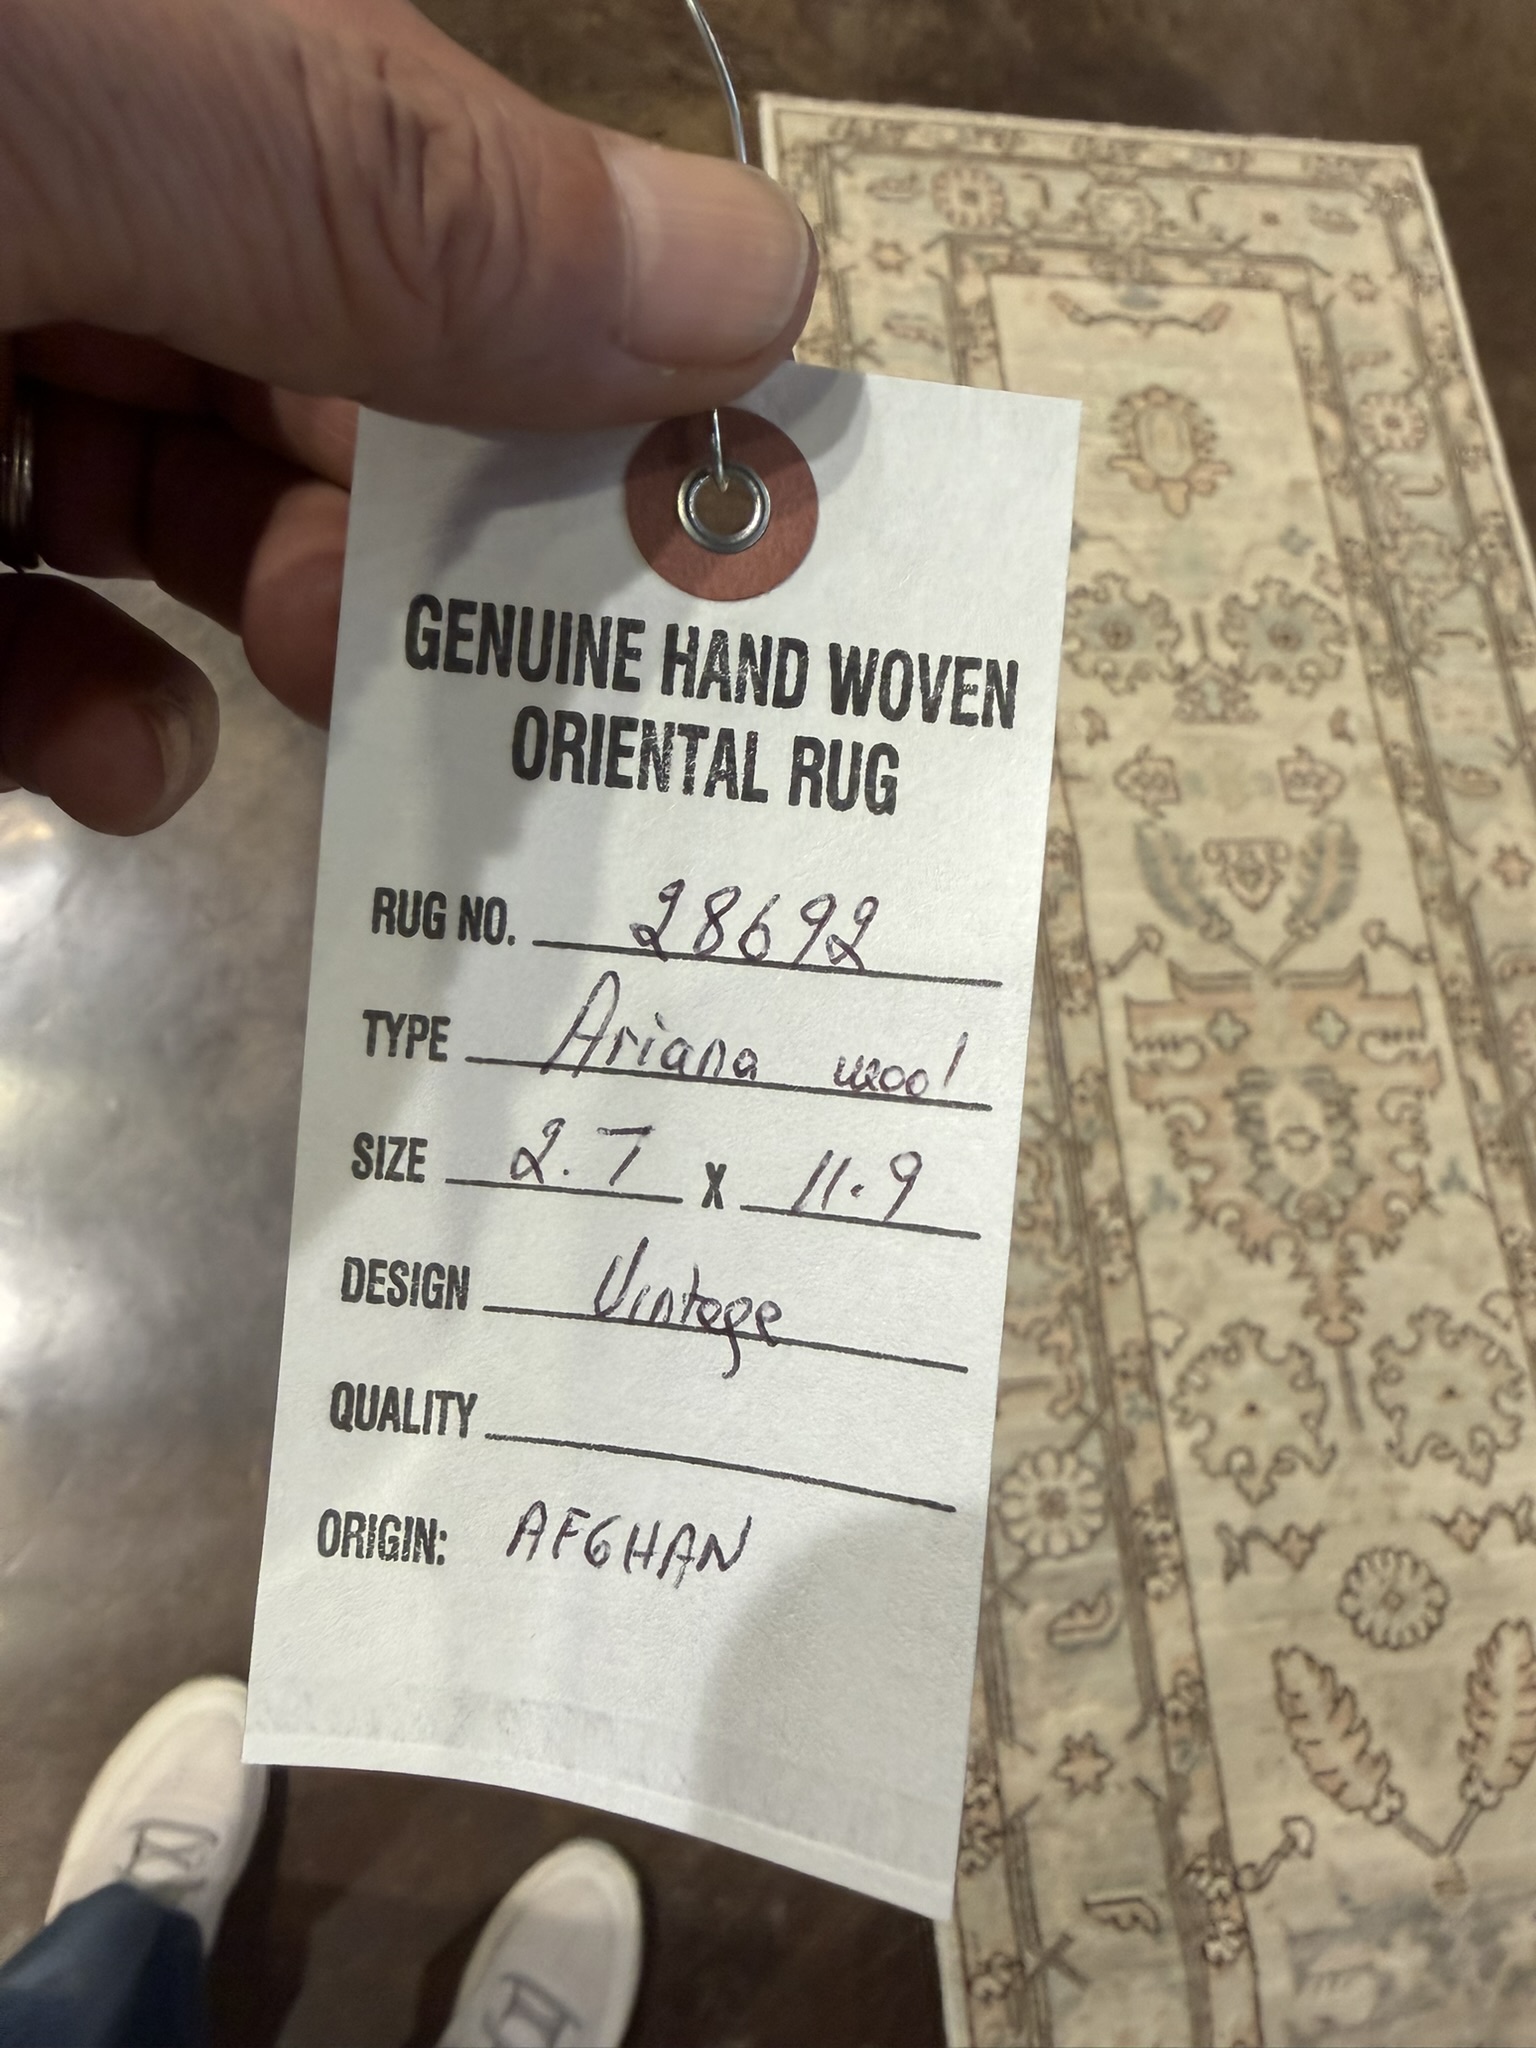 GENUINE HAND WOVEN
ORIENTAL RUG
RUG NO. 28692
TYPE Ariana wool
SIZE 2.7 X 11.9
DESIGN Vintage
QUALITY
ORIGIN: AFGHAN